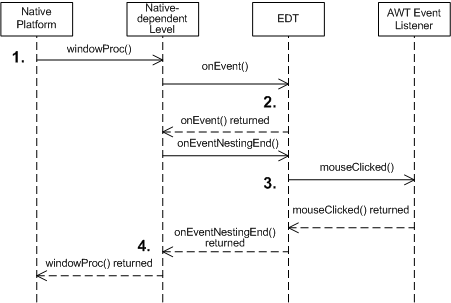 Native
Platform
Native-
dependent
Level
EDT
AWT Event
Listener
1.
windowProc()
onEvent()
2.
onEvent() returned
onEventNestingEnd()
mouseClicked()
3.
mouseClicked() returned
onEventNestingEnd()
returned
4.
windowProc() returned